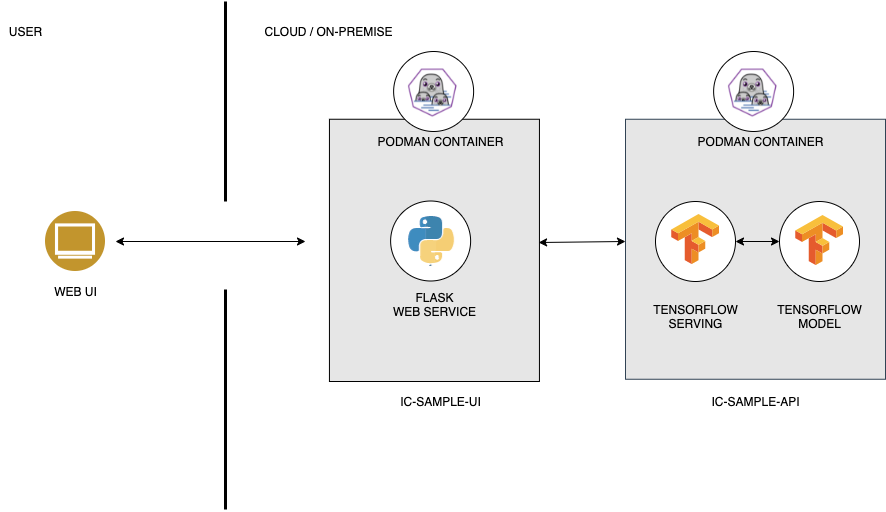 USER
CLOUD / ON-PREMISE
PODMAN CONTAINER
PODMAN CONTAINER
WEB UI
FLASK
WEB SERVICE
TENSORFLOW
SERVING
TENSORFLOW
MODEL
IC-SAMPLE-UI
IC-SAMPLE-API